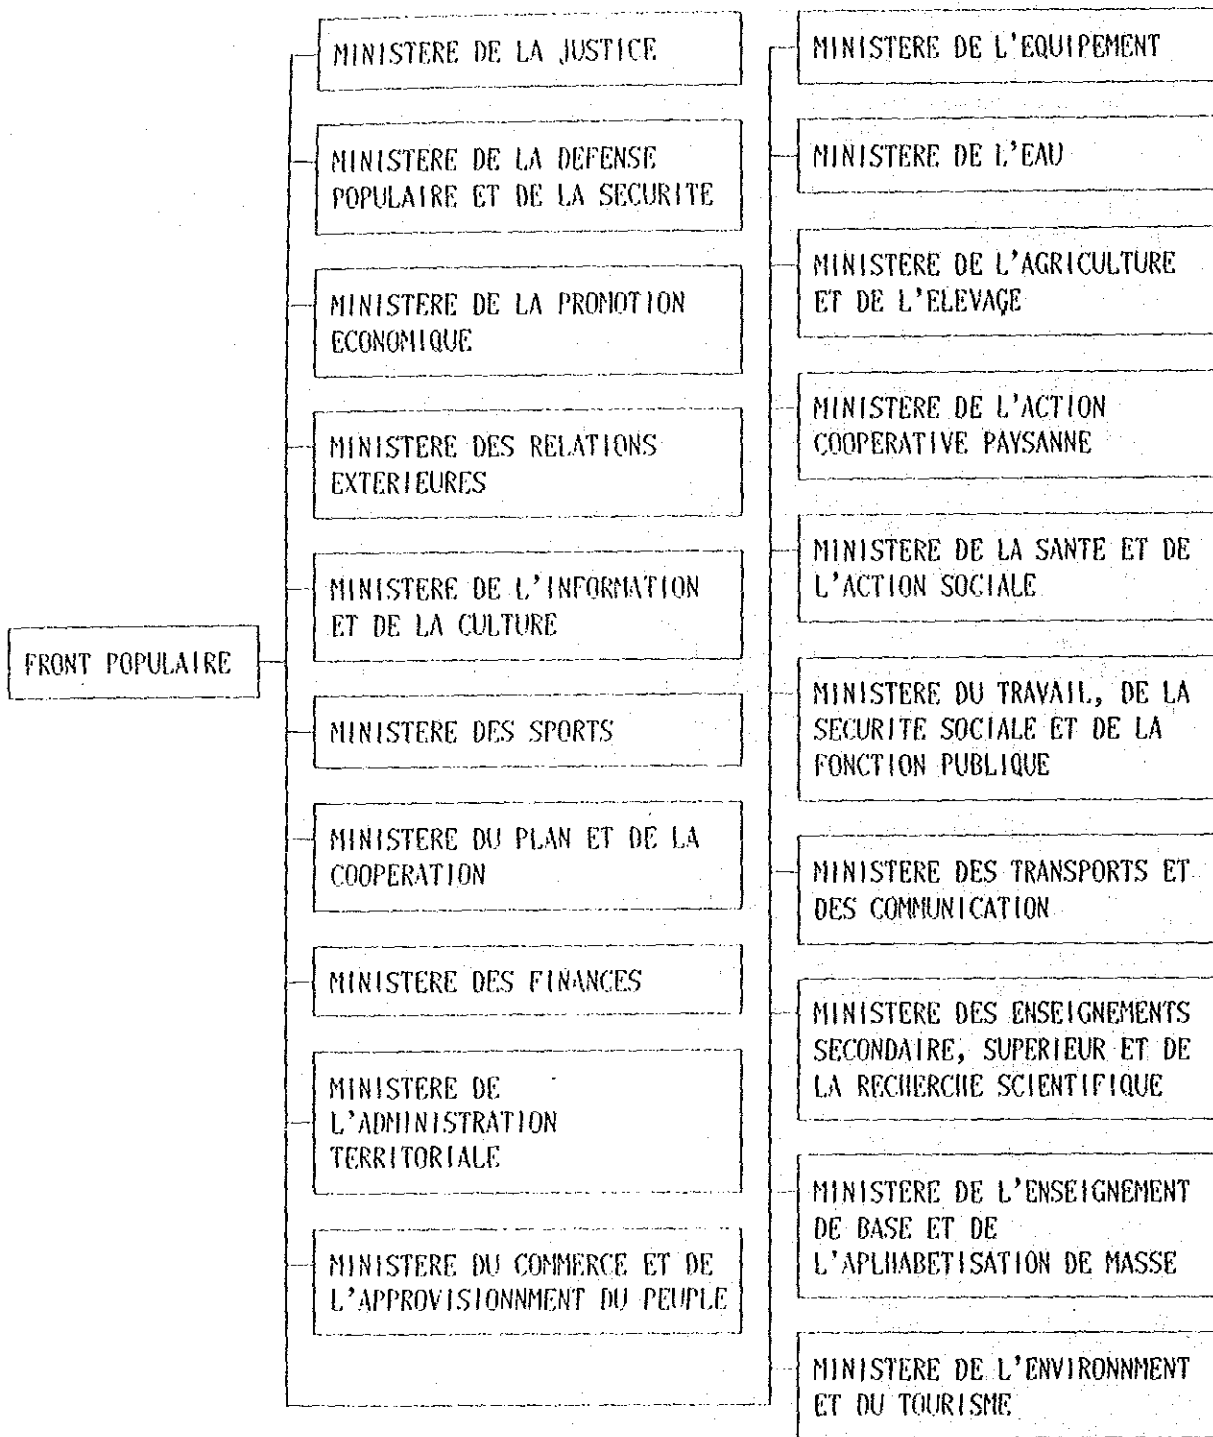 FRONT POPULAIRE
MINISTERE DE LA JUSTICE
MINISTERE DE LA DEFENSE
POPULAIRE ET DE LA SECURITE
MINISTERE DE LA PROMOTION
ECONOMIQUE
MINISTERE DES RELATIONS
EXTERIEURES
MINISTERE DE L'INFORMATION
ET DE LA CULTURE
MINISTERE DES SPORTS
MINISTERE DU PLAN ET DE LA
COOPERATION
MINISTERE DES FINANCES
MINISTERE DE
L'ADMINISTRATION
TERRITORIALE
MINISTERE DU COMMERCE ET DE
L'APPROVISIONNMENT DU PEUPLE
MINISTERE DE L'EQUIPEMENT
MINISTERE DE L'EAU
MINISTERE DE L'AGRICULTURE
ET DE L'ELEVAGE
MINISTERE DE L'ACTION
COOPERATIVE PAYSANNE
MINISTERE DE LA SANTE ET DE
L'ACTION SOCIALE
MINISTERE DU TRAVAIL, DE LA
SECURITE SOCIALE ET DE LA
FONCTION PUBLIQUE
MINISTERE DES TRANSPORTS ET
DES COMMUNICATION
MINISTERE DES ENSEIGNEMENTS
SECONDAIRE, SUPERIEUR ET DE
LA RECHERCHE SCIENTIFIQUE
MINISTERE DE L'ENSEIGNEMENT
DE BASE ET DE
L'APLHABETISATION DE MASSE
MINISTERE DE L'ENVIRONNMENT
ET DU TOURISME